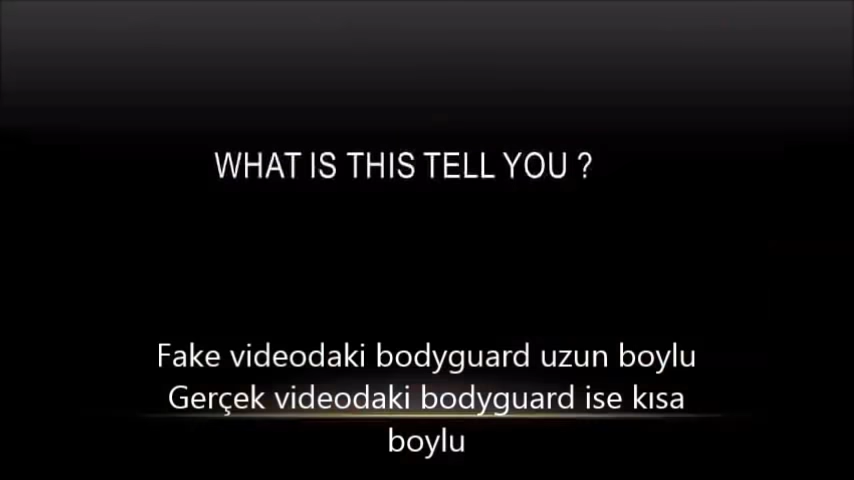 WHAT IS THIS TELL YOU ?
Fake videodaki bodyguard uzun boylu
Gerçek videodaki bodyguard ise kısa
boylu